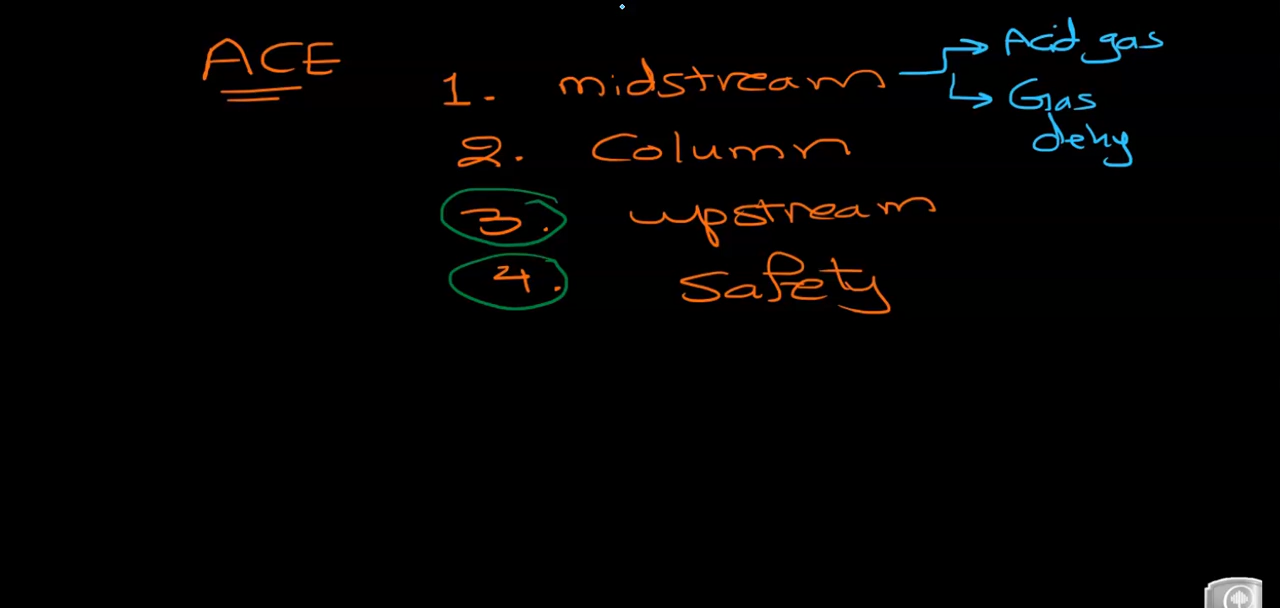 ACE
1. midstream → Acid gas
→ Gas dehy
2. Column
3. upstream
4. Safety